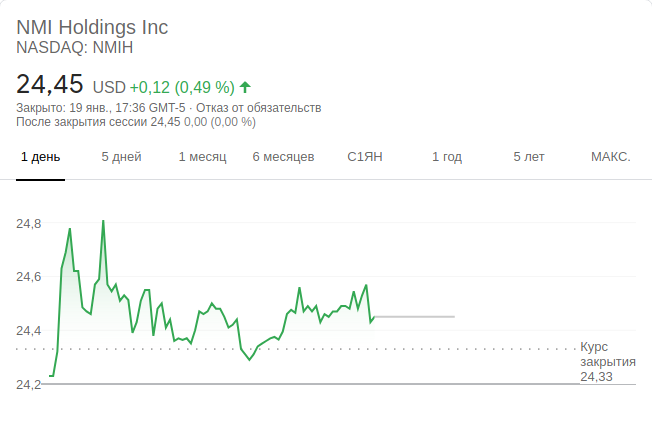 NMI Holdings Inc
NASDAQ: NMIH
24,45 USD +0,12 (0,49 %)
Закрыто: 19 янв., 17:36 GMT-5 · Отказ от обязательств
После закрытия сессии 24,45 0,00 (0,00 %)
1 день 5 дней 1 месяц 6 месяцев С1ЯН 1 год 5 лет МАКС.
24,8
24,6
24,4
Курс
закрытия
24,33
24,2